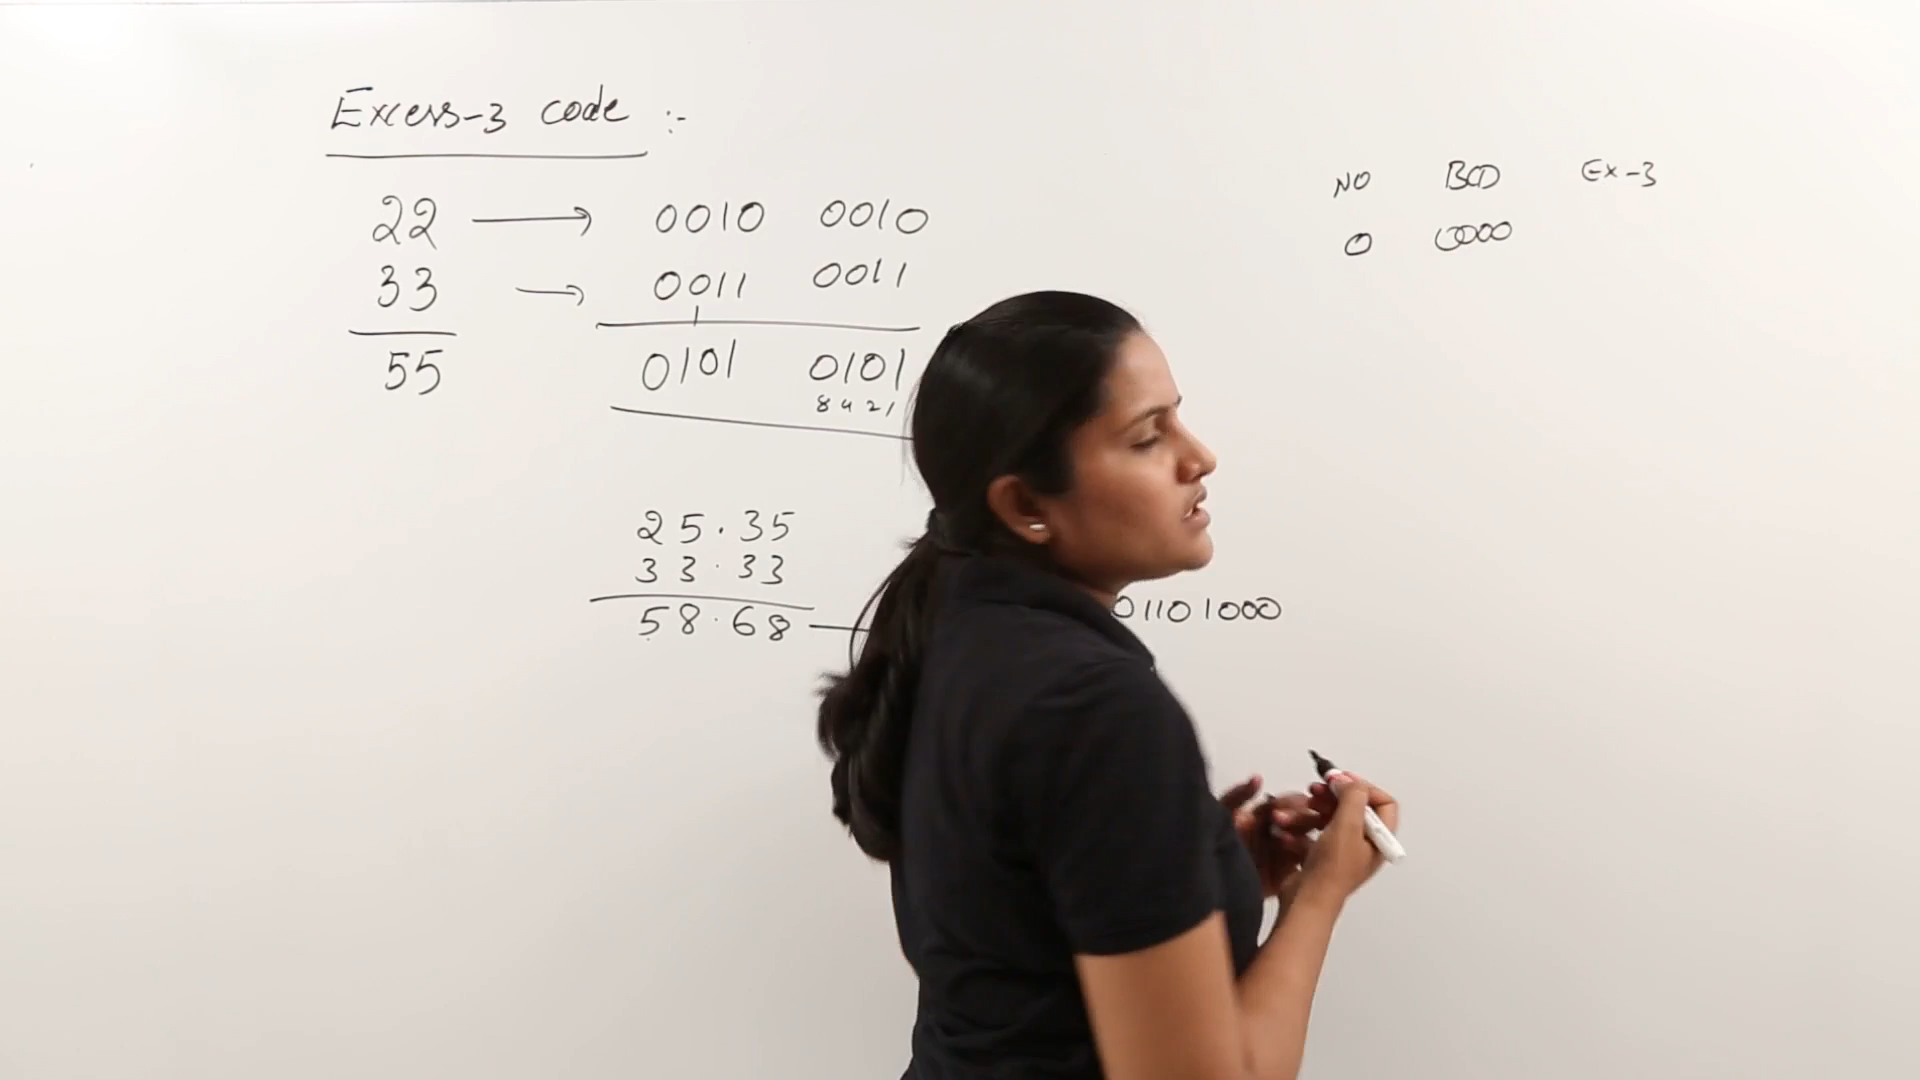 Excess-3 code :-
22 → 0010 0010
33 → 0011 0011
1
55 0101 0101
8 4 2 1
25.35
33.33
58.68 — 01101000
NO BCD Ex-3
0 0000